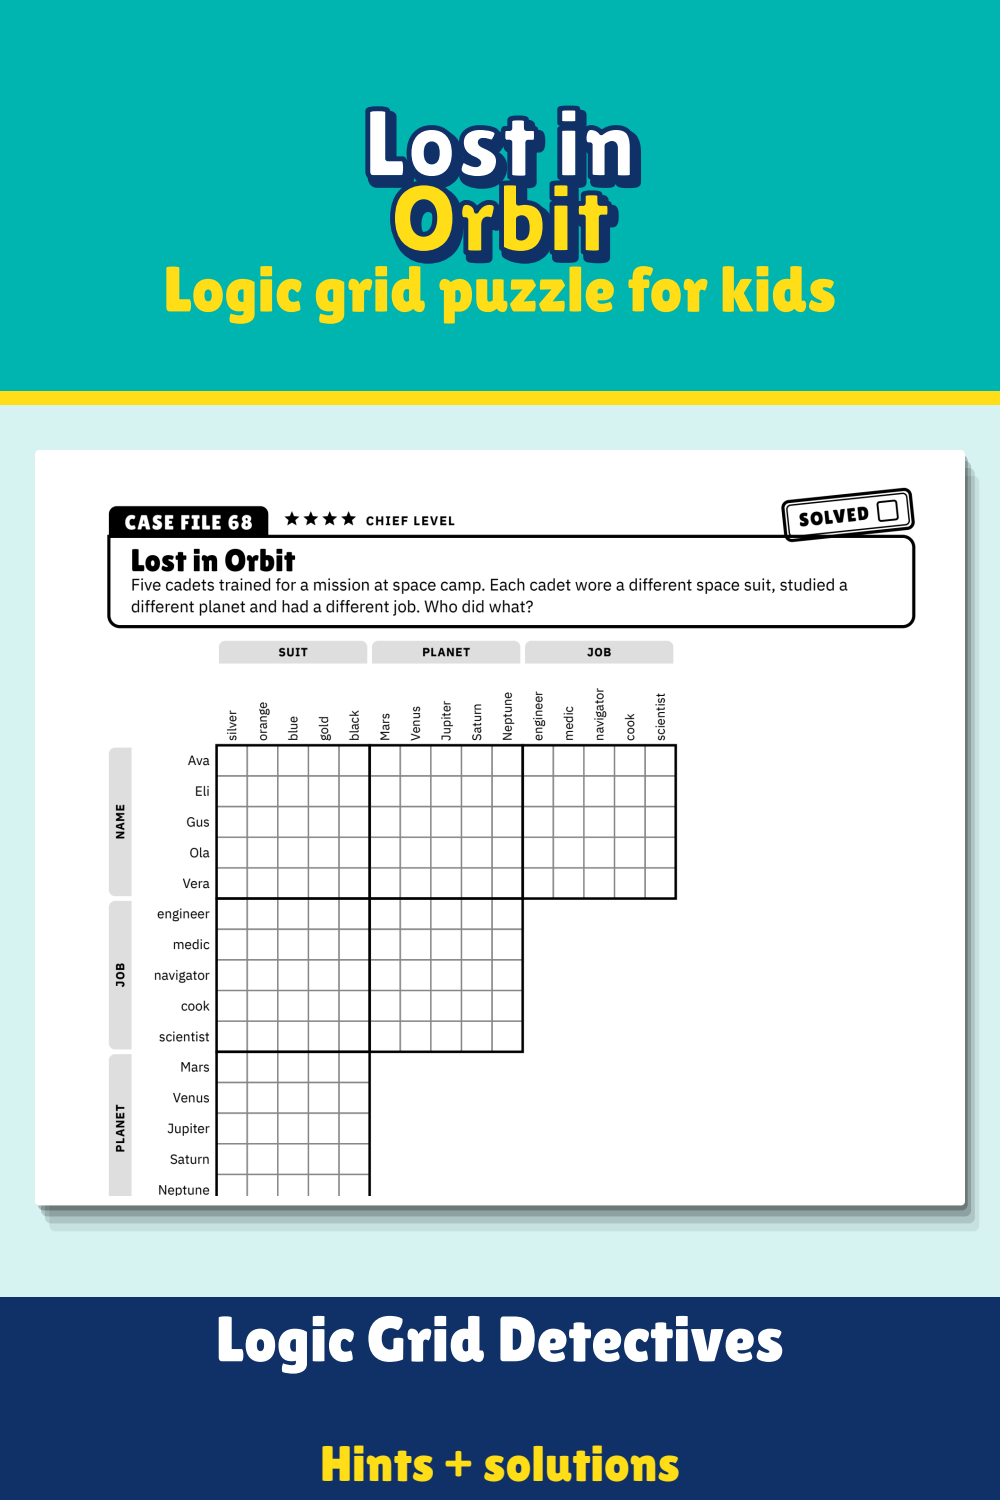 Lost in
Orbit
Logic grid puzzle for kids
CASE FILE 68
★★★★ CHIEF LEVEL
SOLVED
Lost in Orbit
Five cadets trained for a mission at space camp. Each cadet wore a different space suit, studied a
different planet and had a different job. Who did what?
SUIT PLANET JOB
silver orange blue gold black Mars Venus Jupiter Saturn Neptune engineer medic navigator cook scientist
NAME
Ava
Eli
Gus
Ola
Vera
JOB
engineer
medic
navigator
cook
scientist
PLANET
Mars
Venus
Jupiter
Saturn
Neptune
Logic Grid Detectives
Hints + solutions